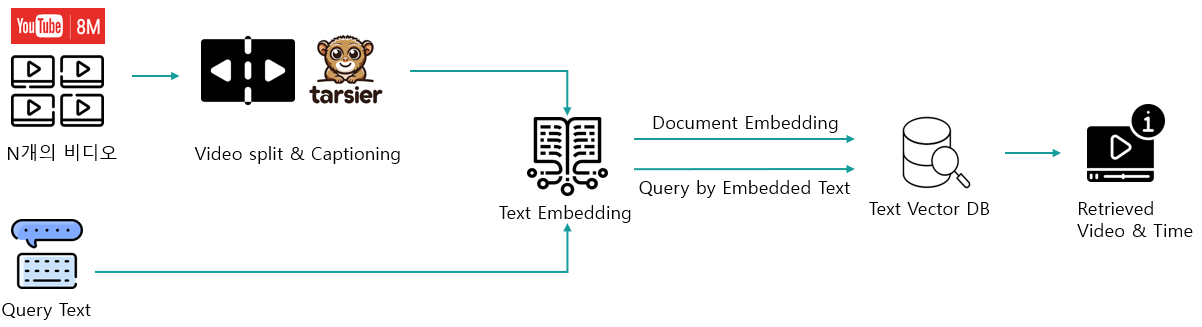 YouTube 8M
N개의 비디오
tarsier
Video split & Captioning
Text Embedding
Document Embedding
Query by Embedded Text
Text Vector DB
Retrieved
Video & Time
Query Text